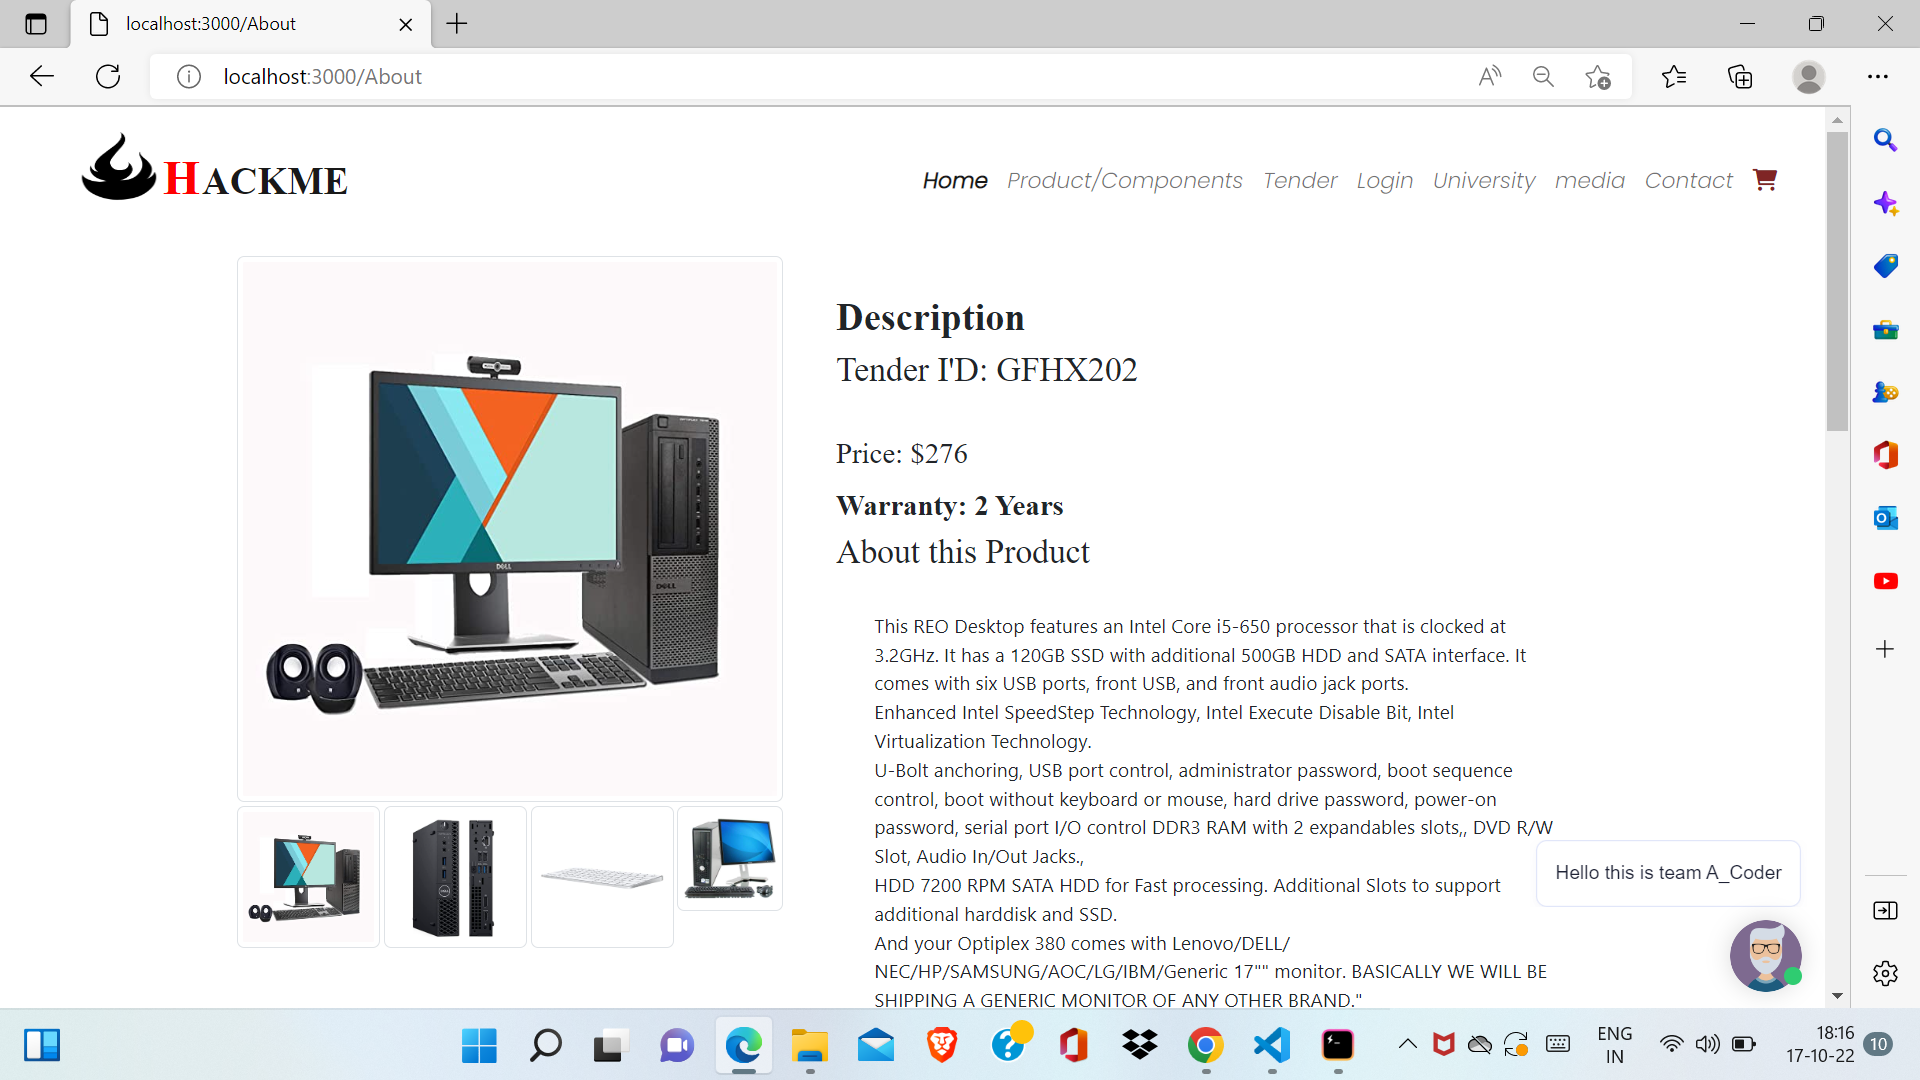 localhost:3000/About
localhost:3000/About
HACKME
Home Product/Components Tender Login University media Contact
Description
Tender I'D: GFHX202
Price: $276
Warranty: 2 Years
About this Product
This REO Desktop features an Intel Core i5-650 processor that is clocked at
3.2GHz. It has a 120GB SSD with additional 500GB HDD and SATA interface. It
comes with six USB ports, front USB, and front audio jack ports.
Enhanced Intel SpeedStep Technology, Intel Execute Disable Bit, Intel
Virtualization Technology.
U-Bolt anchoring, USB port control, administrator password, boot sequence
control, boot without keyboard or mouse, hard drive password, power-on
password, serial port I/O control DDR3 RAM with 2 expandables slots,, DVD R/W
Slot, Audio In/Out Jacks.,
HDD 7200 RPM SATA HDD for Fast processing. Additional Slots to support
additional harddisk and SSD.
And your Optiplex 380 comes with Lenovo/DELL/
NEC/HP/SAMSUNG/AOC/LG/IBM/Generic 17"" monitor. BASICALLY WE WILL BE
SHIPPING A GENERIC MONITOR OF ANY OTHER BRAND."
Hello this is team A_Coder
DELL
DELL
ENG
IN
18:16
17-10-22
10